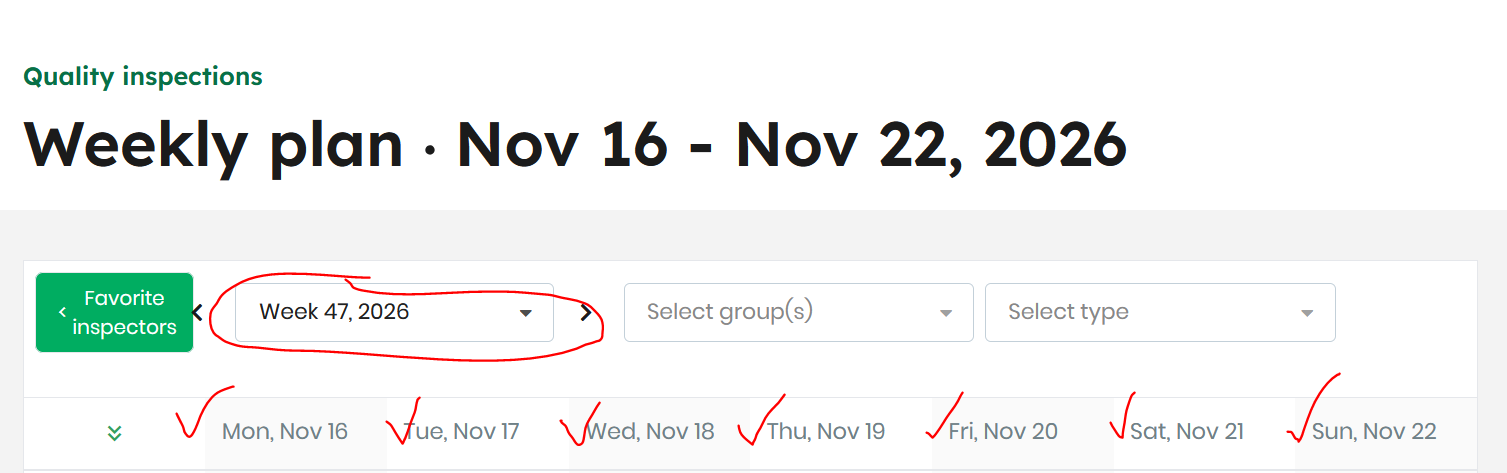 Quality inspections
Weekly plan · Nov 16 - Nov 22, 2026
Favorite
inspectors
Week 47, 2026
Select group(s)
Select type
Mon, Nov 16
Tue, Nov 17
Wed, Nov 18
Thu, Nov 19
Fri, Nov 20
Sat, Nov 21
Sun, Nov 22